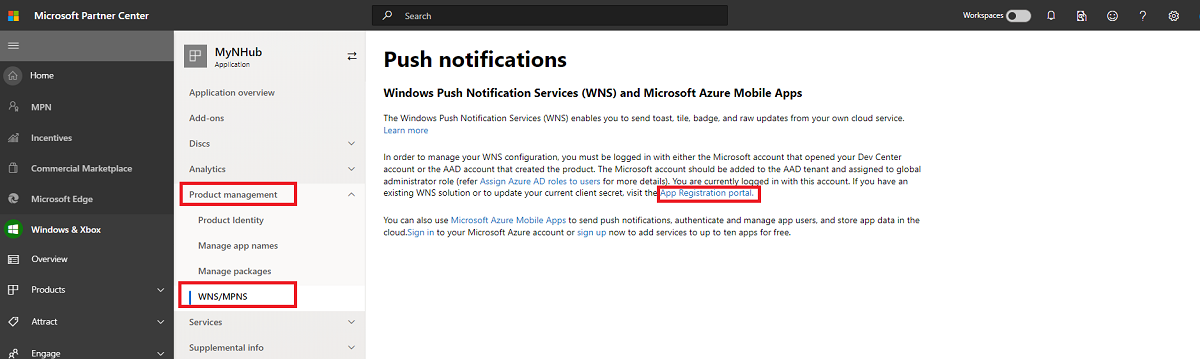 Microsoft Partner Center
Search
Workspaces
Home
MPN
Incentives
Commercial Marketplace
Microsoft Edge
Windows & Xbox
Overview
Products
Attract
Engage
MyNHub
Application
Application overview
Add-ons
Discs
Analytics
Product management
Product Identity
Manage app names
Manage packages
WNS/MPNS
Services
Supplemental info
Push notifications
Windows Push Notification Services (WNS) and Microsoft Azure Mobile Apps
The Windows Push Notification Services (WNS) enables you to send toast, tile, badge, and raw updates from your own cloud service.
Learn more
In order to manage your WNS configuration, you must be logged in with either the Microsoft account that opened your Dev Center
account or the AAD account that created the product. The Microsoft account should be added to the AAD tenant and assigned to global
administrator role (refer Assign Azure AD roles to users for more details). You are currently logged in with this account. If you have an
existing WNS solution or to update your current client secret, visit the App Registration portal.
You can also use Microsoft Azure Mobile Apps to send push notifications, authenticate and manage app users, and store app data in the
cloud.Sign in to your Microsoft Azure account or sign up now to add services to up to ten apps for free.